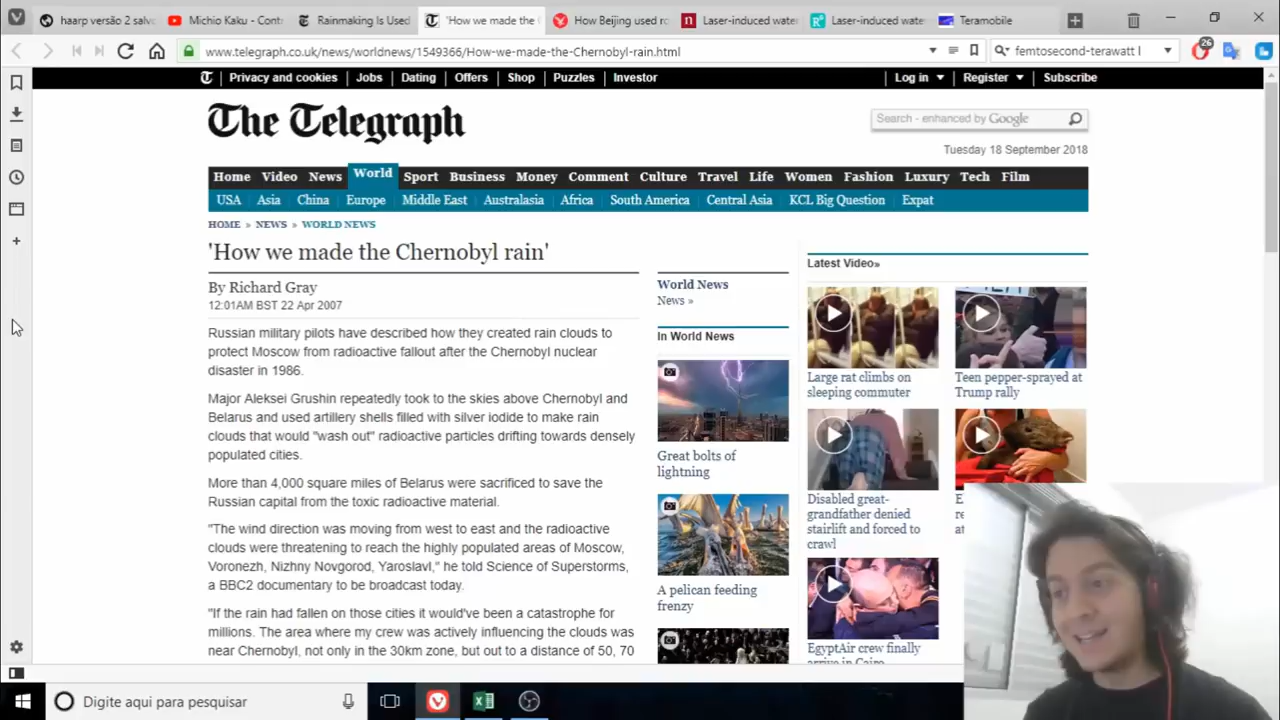 haarp versão 2 salv
Michio Kaku - Cont
Rainmaking Is Used
'How we made the C
How Beijing used ro
Laser-induced wate
Laser-induced wate
Teramobile
www.telegraph.co.uk/news/worldnews/1549366/How-we-made-the-Chernobyl-rain.html
femtosecond-terawatt l
26
Privacy and cookies
Jobs
Dating
Offers
Shop
Puzzles
Investor
Log in
Register
Subscribe
The Telegraph
Search - enhanced by Google
Tuesday 18 September 2018
Home Video News World Sport Business Money Comment Culture Travel Life Women Fashion Luxury Tech Film
USA Asia China Europe Middle East Australasia Africa South America Central Asia KCL Big Question Expat
HOME » NEWS » WORLD NEWS
'How we made the Chernobyl rain'
By Richard Gray
12:01AM BST 22 Apr 2007
Russian military pilots have described how they created rain clouds to
protect Moscow from radioactive fallout after the Chernobyl nuclear
disaster in 1986.
Major Aleksei Grushin repeatedly took to the skies above Chernobyl and
Belarus and used artillery shells filled with silver iodide to make rain
clouds that would "wash out" radioactive particles drifting towards densely
populated cities.
More than 4,000 square miles of Belarus were sacrificed to save the
Russian capital from the toxic radioactive material.
"The wind direction was moving from west to east and the radioactive
clouds were threatening to reach the highly populated areas of Moscow,
Voronezh, Nizhny Novgorod, Yaroslavl," he told Science of Superstorms,
a BBC2 documentary to be broadcast today.
"If the rain had fallen on those cities it would've been a catastrophe for
millions. The area where my crew was actively influencing the clouds was
near Chernobyl, not only in the 30km zone, but out to a distance of 50, 70
World News
News »
In World News
Great bolts of
lightning
A pelican feeding
frenzy
Latest Video»
Large rat climbs on
sleeping commuter
Teen pepper-sprayed at
Trump rally
Disabled great-
grandfather denied
stairlift and forced to
crawl
E
re
at
EgyptAir crew finally
arrive in Cairo
Digite aqui para pesquisar